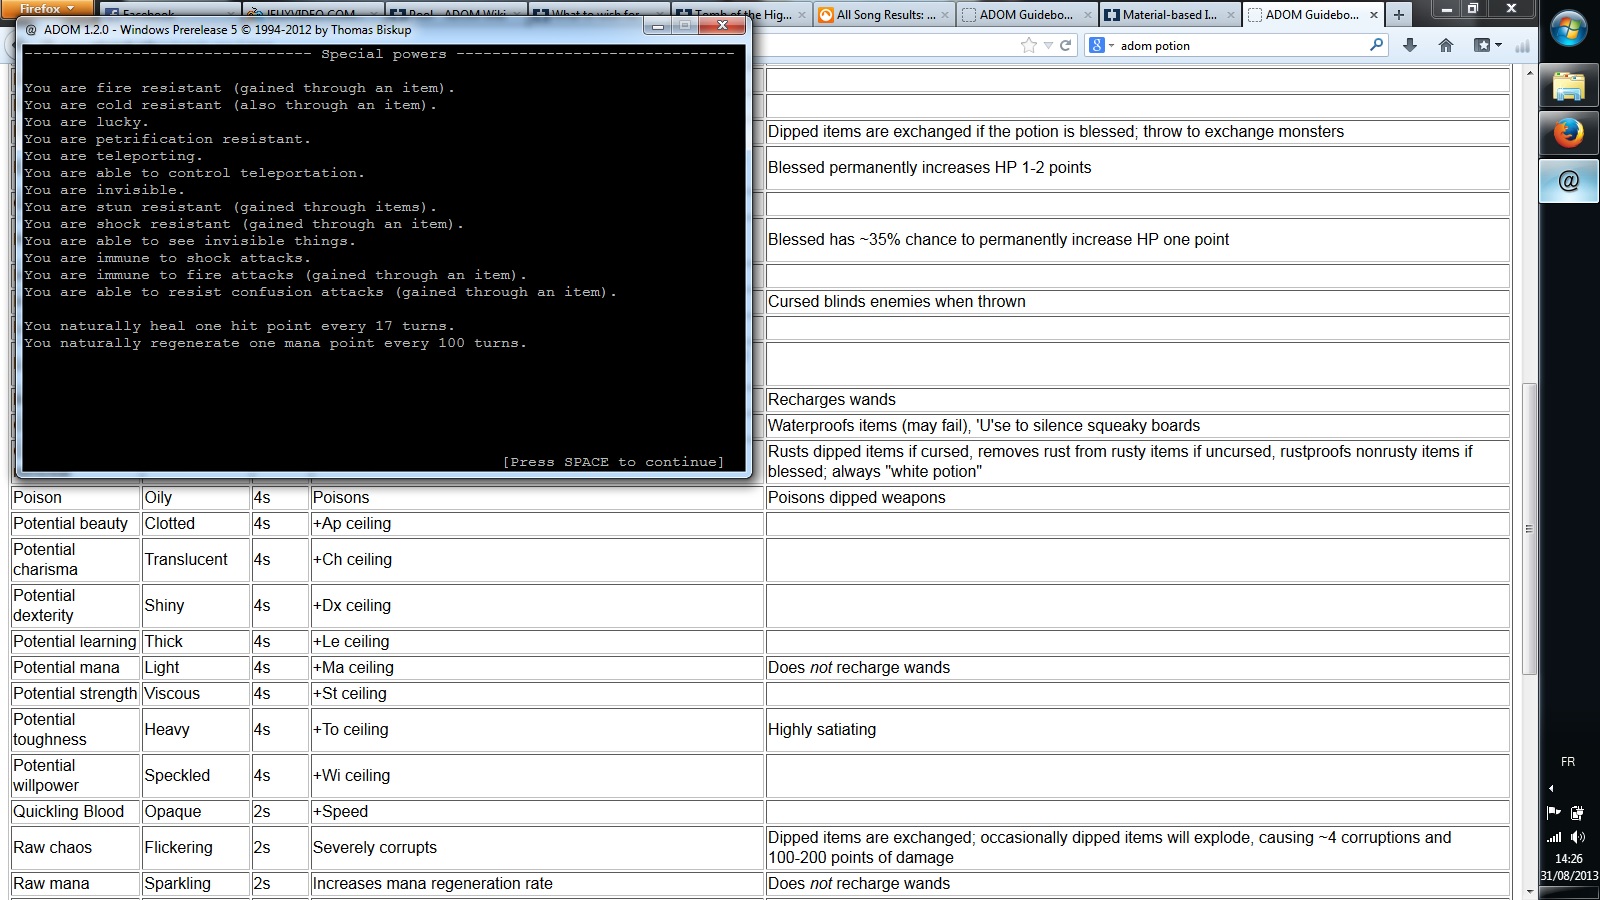 Firefox
Facebook
JEUXVIDEO.COM
Pool - ADOM Wiki
What to wish for
Tomb of the Hig...
All Song Results: ...
ADOM Guidebo...
Material-based I...
ADOM Guidebo...
adom potion
@ ADOM 1.2.0 - Windows Prerelease 5 © 1994-2012 by Thomas Biskup
-------------------------------- Special powers -------------------------------
You are fire resistant (gained through an item).
You are cold resistant (also through an item).
You are lucky.
You are petrification resistant.
You are teleporting.
You are able to control teleportation.
You are invisible.
You are stun resistant (gained through items).
You are shock resistant (gained through an item).
You are able to see invisible things.
You are immune to shock attacks.
You are immune to fire attacks (gained through an item).
You are able to resist confusion attacks (gained through an item).
You naturally heal one hit point every 17 turns.
You naturally regenerate one mana point every 100 turns.
[Press SPACE to continue]
Dipped items are exchanged if the potion is blessed; throw to exchange monsters
Blessed permanently increases HP 1-2 points
Blessed has ~35% chance to permanently increase HP one point
Cursed blinds enemies when thrown
Recharges wands
Waterproofs items (may fail), 'U'se to silence squeaky boards
Rusts dipped items if cursed, removes rust from rusty items if uncursed, rustproofs nonrusty items if
blessed; always "white potion"
Poison Oily 4s Poisons Poisons dipped weapons
Potential beauty Clotted 4s +Ap ceiling
Potential
charisma Translucent 4s +Ch ceiling
Potential
dexterity Shiny 4s +Dx ceiling
Potential learning Thick 4s +Le ceiling
Potential mana Light 4s +Ma ceiling Does not recharge wands
Potential strength Viscous 4s +St ceiling
Potential
toughness Heavy 4s +To ceiling Highly satiating
Potential
willpower Speckled 4s +Wi ceiling
Quickling Blood Opaque 2s +Speed
Raw chaos Flickering 2s Severely corrupts Dipped items are exchanged; occasionally dipped items will explode, causing ~4 corruptions and
100-200 points of damage
Raw mana Sparkling 2s Increases mana regeneration rate Does not recharge wands
@
FR
14:26
31/08/2013